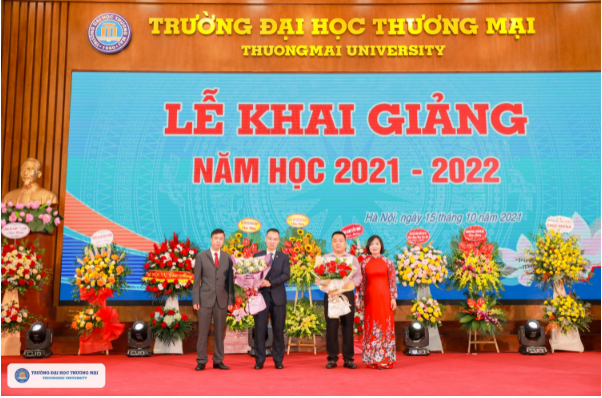 TRƯỜNG ĐẠI HỌC THƯƠNG MẠI
THUONGMAI UNIVERSITY
LỄ KHAI GIẢNG
NĂM HỌC 2021 - 2022
Hà Nội, ngày 15 tháng 10 năm 2021
TRƯỜNG ĐẠI HỌC THƯƠNG MẠI
THUONGMAI UNIVERSITY